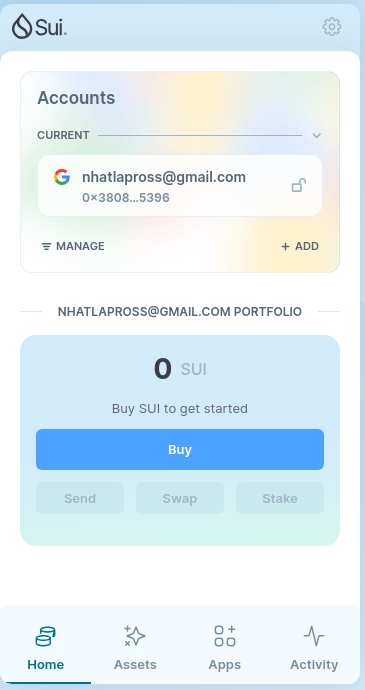 Sui.
Accounts
CURRENT
nhatlapross@gmail.com
0×3808…5396
MANAGE
+ ADD
NHATLAPROSS@GMAIL.COM PORTFOLIO
0 SUI
Buy SUI to get started
Buy
Send Swap Stake
Home Assets Apps Activity